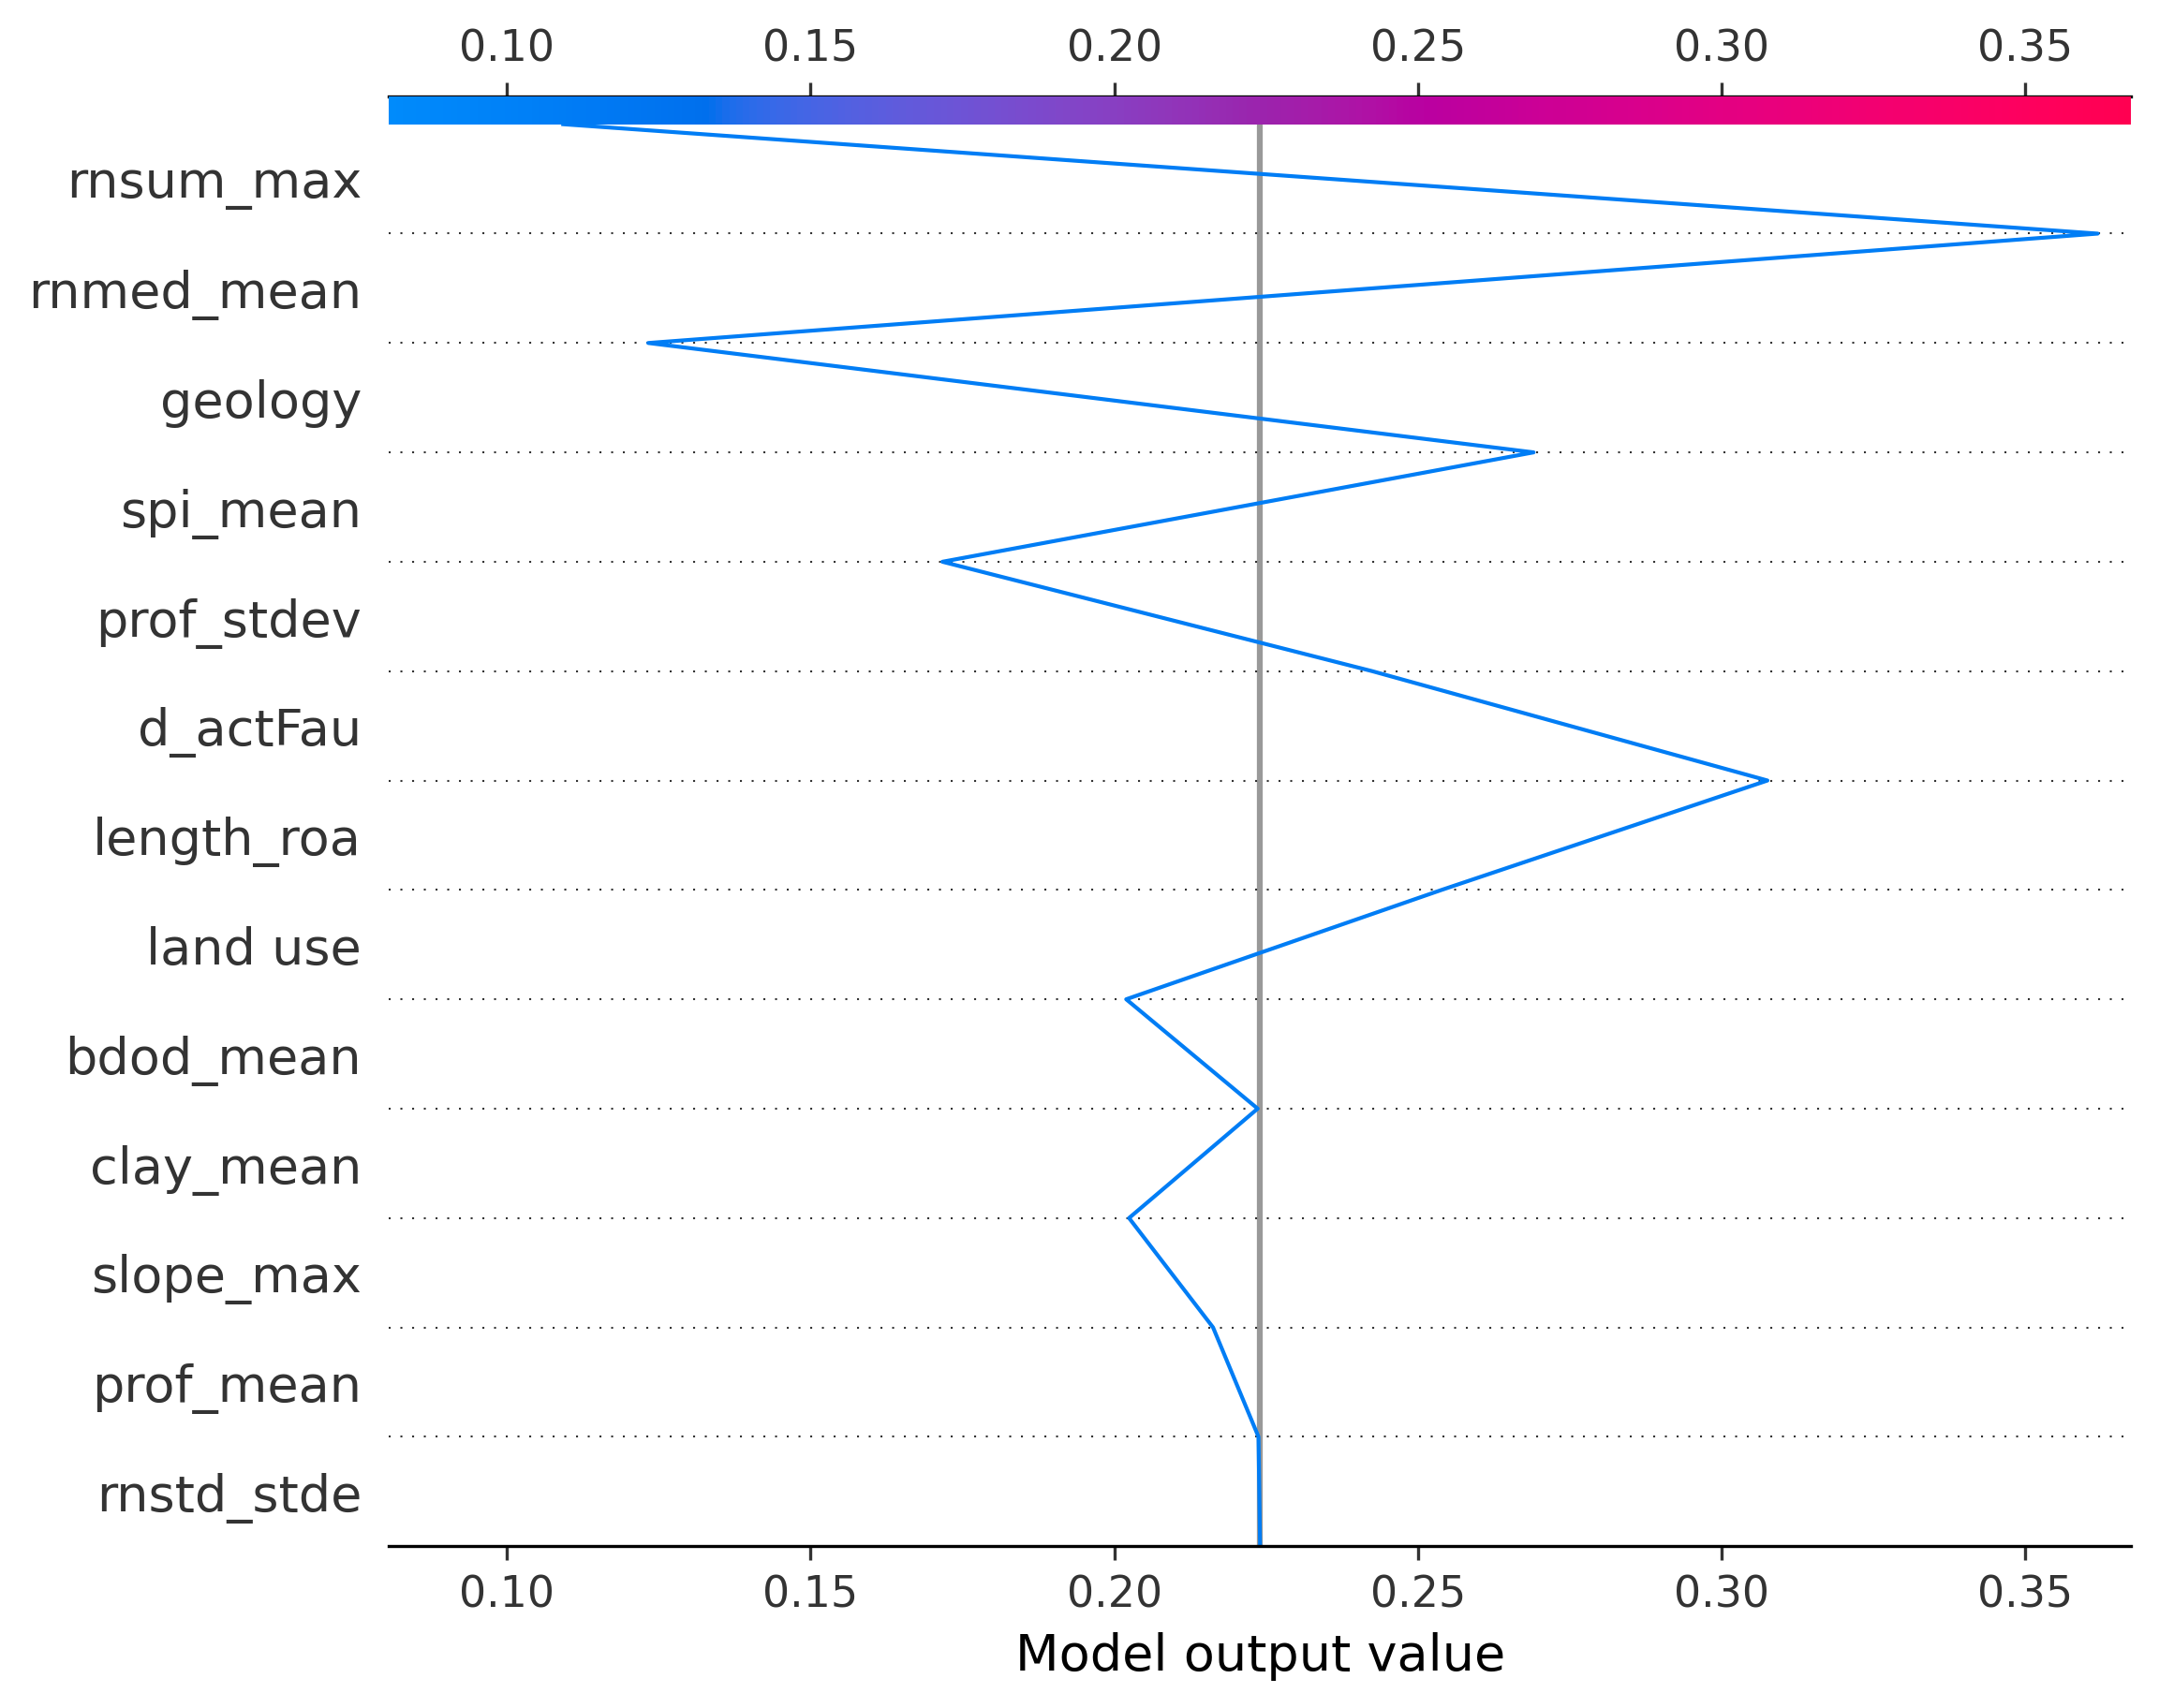 0.10 0.15 0.20 0.25 0.30 0.35
rnsum_max
rnmed_mean
geology
spi_mean
prof_stdev
d_actFau
length_roa
land use
bdod_mean
clay_mean
slope_max
prof_mean
rnstd_stde
0.10 0.15 0.20 0.25 0.30 0.35
Model output value